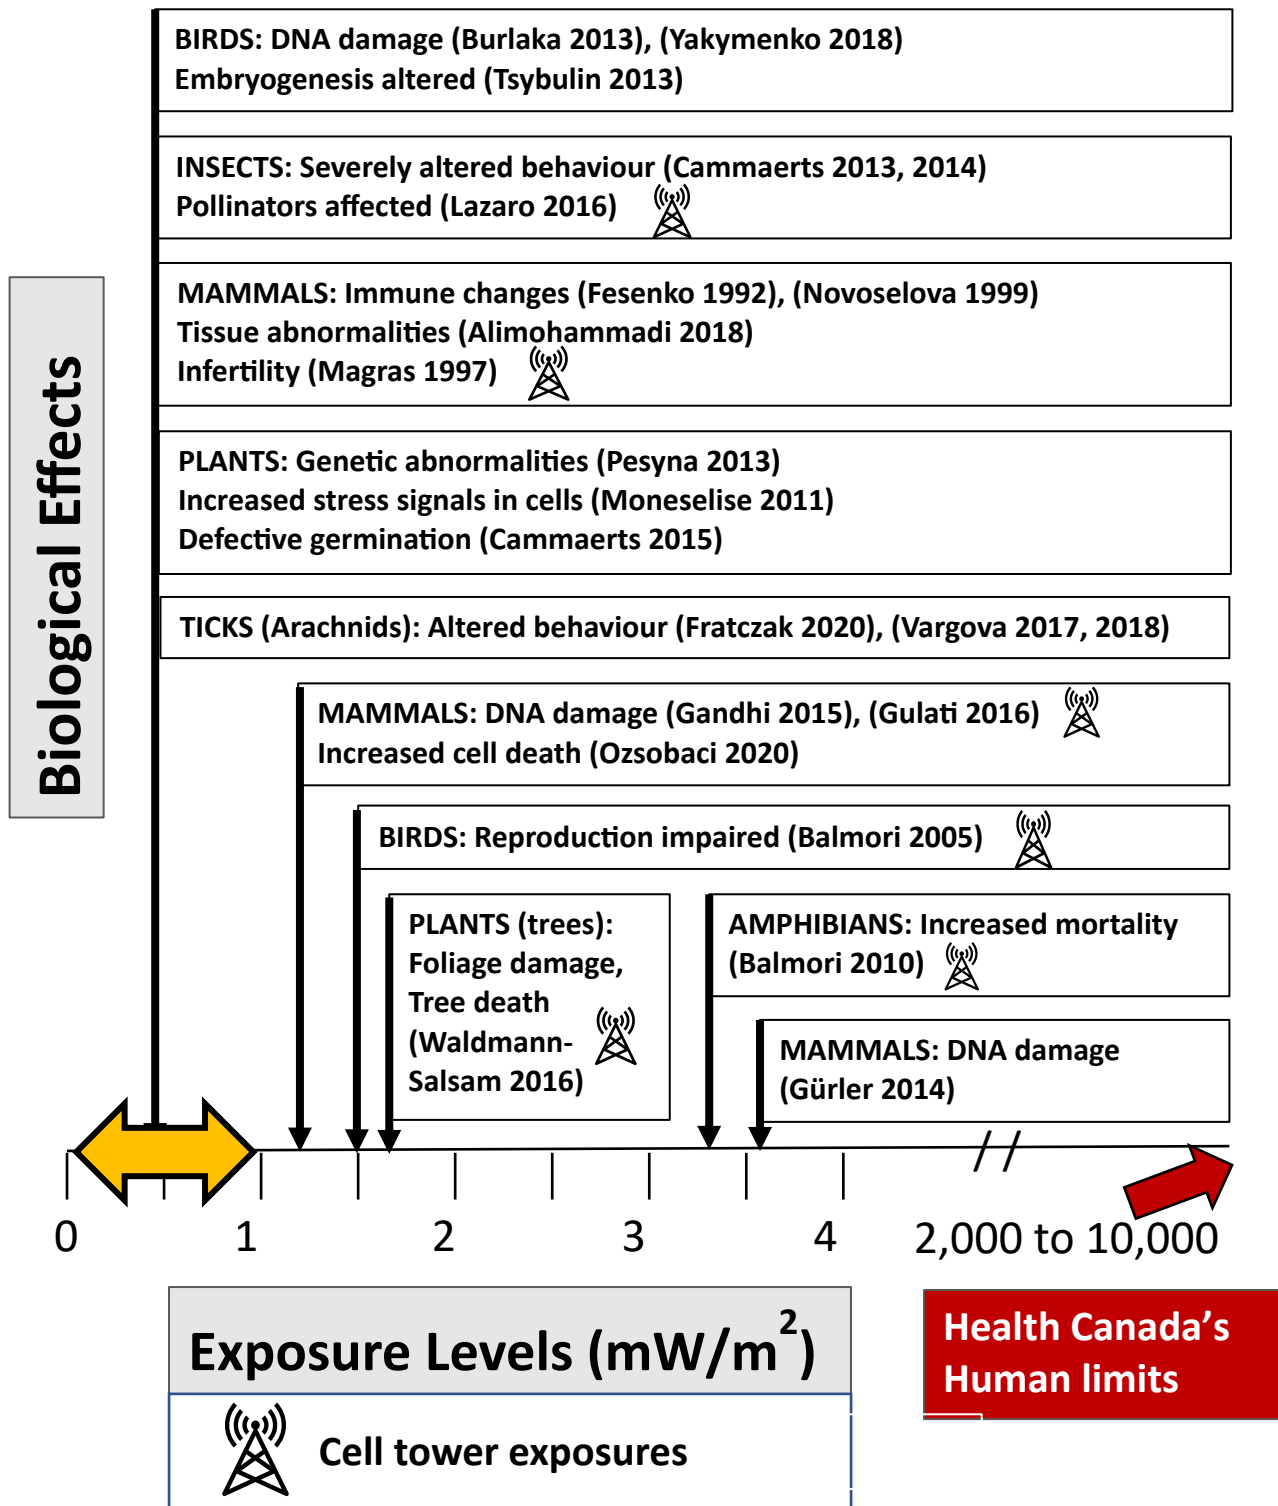 BIRDS: DNA damage (Burlaka 2013), (Yakymenko 2018)
Embryogenesis altered (Tsybulin 2013)
INSECTS: Severely altered behaviour (Cammaerts 2013, 2014)
Pollinators affected (Lazaro 2016)
MAMMALS: Immune changes (Fesenko 1992), (Novoselova 1999)
Tissue abnormalities (Alimohammadi 2018)
Infertility (Magras 1997)
Biological Effects
PLANTS: Genetic abnormalities (Pesyna 2013)
Increased stress signals in cells (Moneselise 2011)
Defective germination (Cammaerts 2015)
TICKS (Arachnids): Altered behaviour (Fratczak 2020), (Vargova 2017, 2018)
MAMMALS: DNA damage (Gandhi 2015), (Gulati 2016)
Increased cell death (Ozsobaci 2020)
BIRDS: Reproduction impaired (Balmori 2005)
PLANTS (trees):
Foliage damage,
Tree death
(Waldmann-
Salsam 2016)
AMPHIBIANS: Increased mortality
(Balmori 2010)
MAMMALS: DNA damage
(Gürler 2014)
0 1 2 3 4 // 2,000 to 10,000
Exposure Levels (mW/m²)
Cell tower exposures
Health Canada's
Human limits